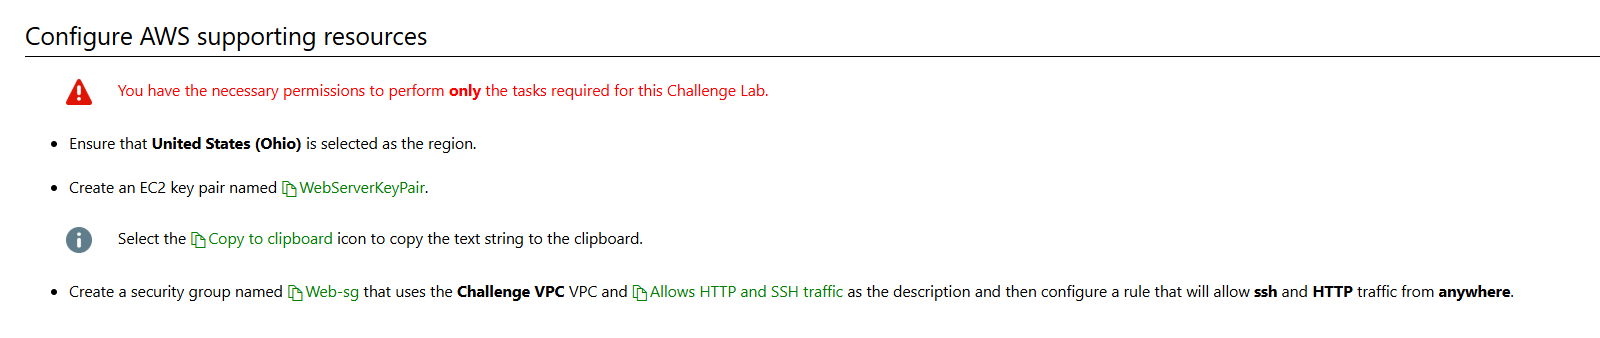 Configure AWS supporting resources
You have the necessary permissions to perform only the tasks required for this Challenge Lab.
Ensure that United States (Ohio) is selected as the region.
Create an EC2 key pair named WebServerKeyPair.
Select the Copy to clipboard icon to copy the text string to the clipboard.
Create a security group named Web-sg that uses the Challenge VPC VPC and Allows HTTP and SSH traffic as the description and then configure a rule that will allow ssh and HTTP traffic from anywhere.